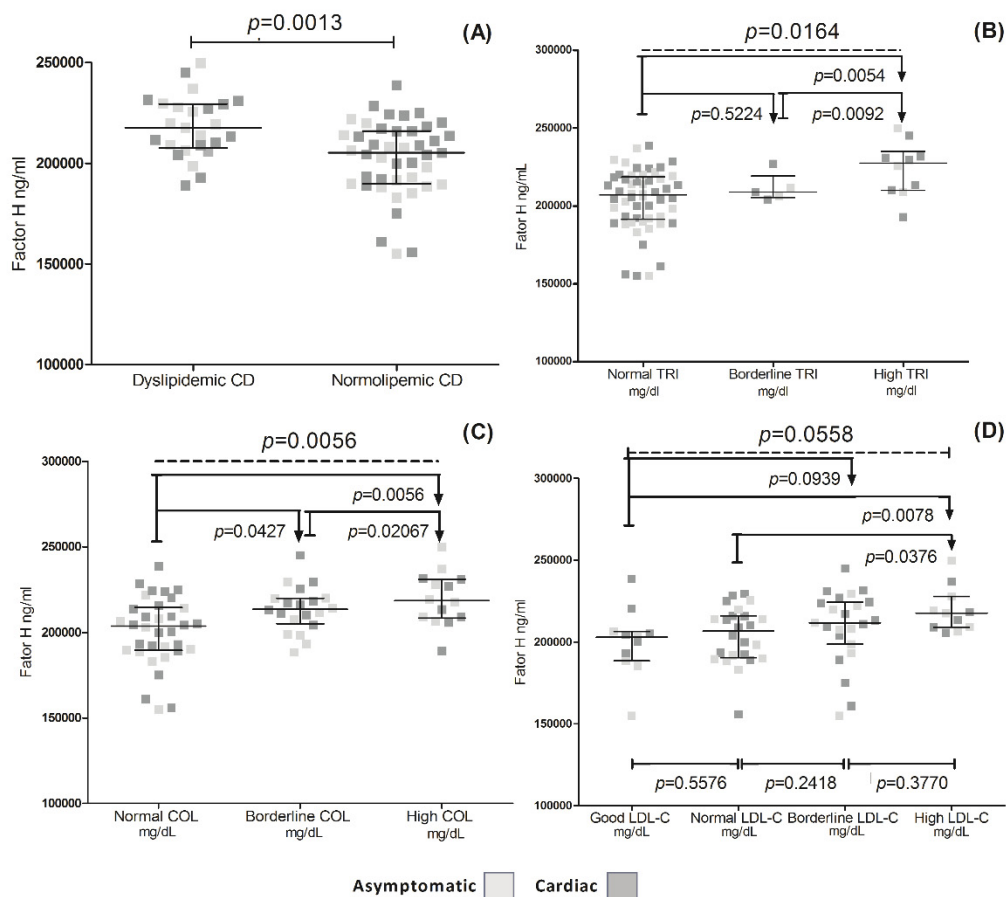 (A)
p=0.0013
Factor H ng/ml
250000
200000
150000
100000
Dyslipidemic CD
Normolipemic CD
(B)
p=0.0164
p=0.0054
p=0.5224
p=0.0092
Fator H ng/mL
300000
250000
200000
150000
100000
Normal TRI
mg/dl
Borderline TRI
mg/dl
High TRI
mg/dl
(C)
p=0.0056
p=0.0056
p=0.0427
p=0.02067
Fator H ng/ml
300000
250000
200000
150000
100000
Normal COL
mg/dL
Borderline COL
mg/dL
High COL
mg/dL
(D)
p=0.0558
p=0.0939
p=0.0078
p=0.0376
Fator H ng/ml
300000
250000
200000
150000
100000
p=0.5576
p=0.2418
p=0.3770
Good LDL-C
mg/dL
Normal LDL-C
mg/dL
Borderline LDL-C
mg/dL
High LDL-C
mg/dL
Asymptomatic
Cardiac